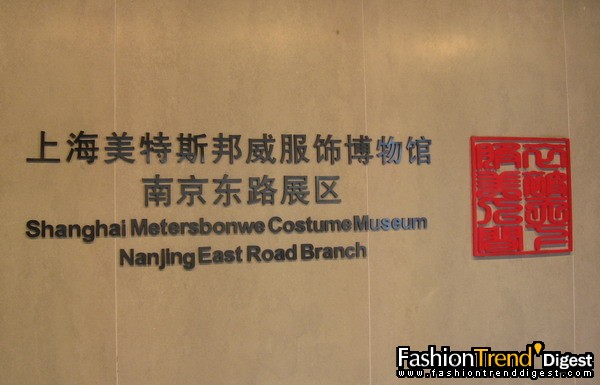 上海美特斯邦威服饰博物馆
南京东路展区
Shanghai Metersbonwe Costume Museum
Nanjing East Road Branch
FashionTrend Digest
www.fashiontrenddigest.com